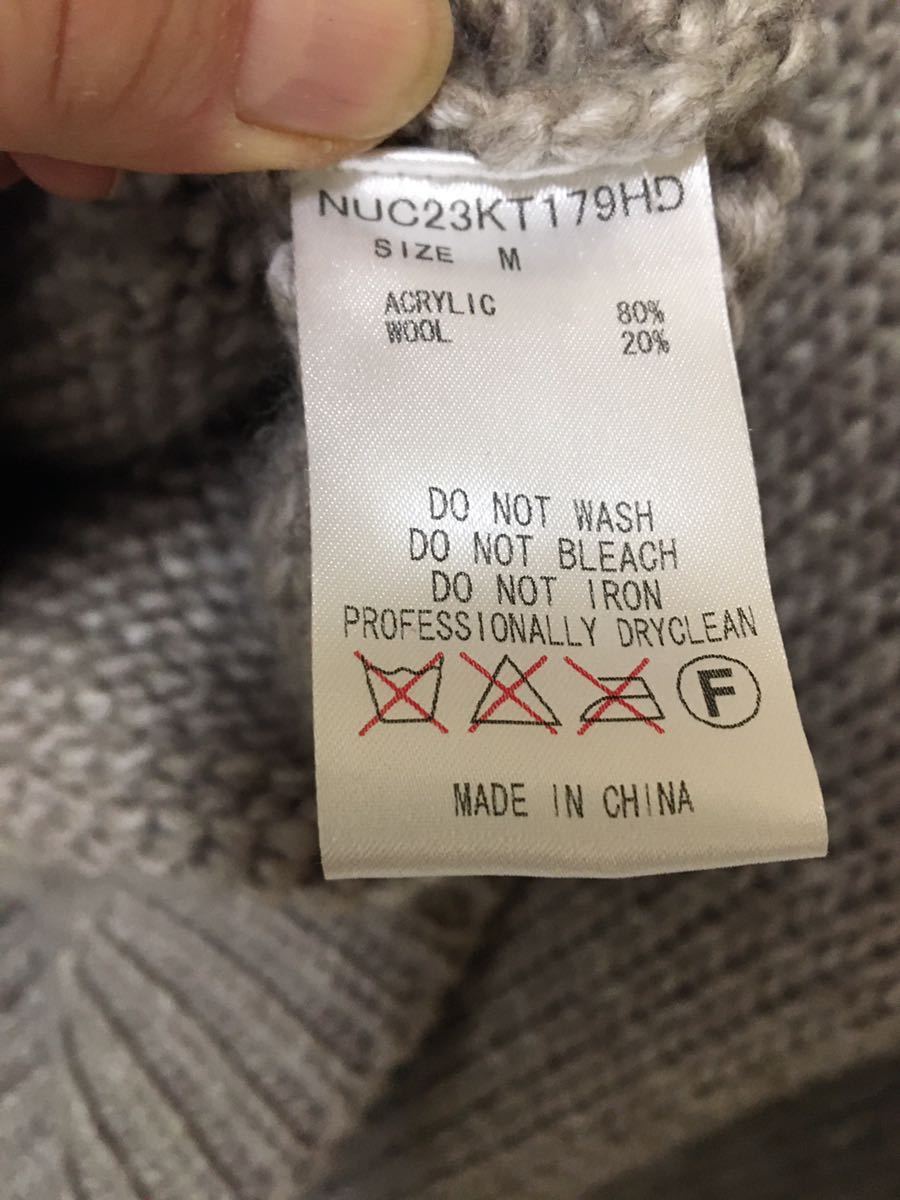 NUC23KT179HD
SIZE M
ACRYLIC 80%
WOOL 20%
DO NOT WASH
DO NOT BLEACH
DO NOT IRON
PROFESSIONALLY DRYCLEAN
F
MADE IN CHINA